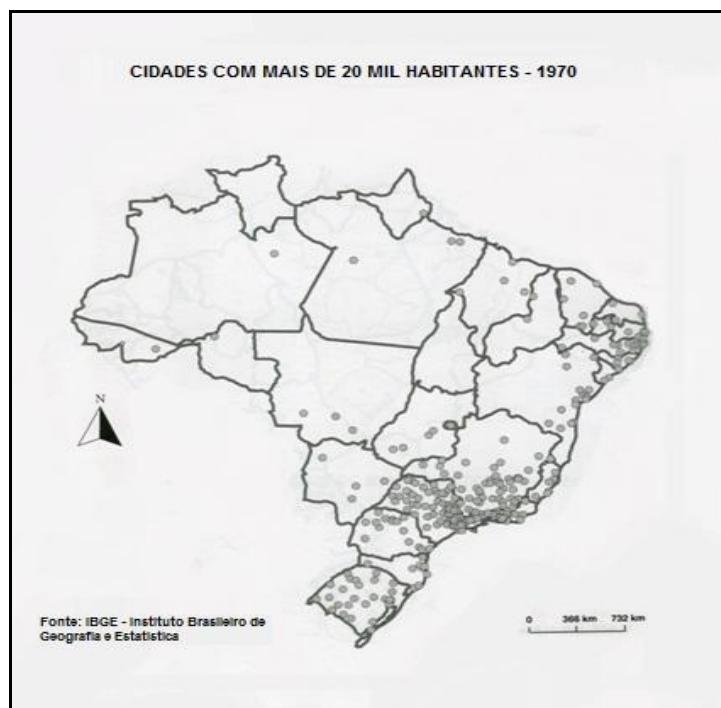 CIDADES COM MAIS DE 20 MIL HABITANTES - 1970
N
Fonte: IBGE - Instituto Brasileiro de
Geografia e Estatistica
0 366 km 732 km